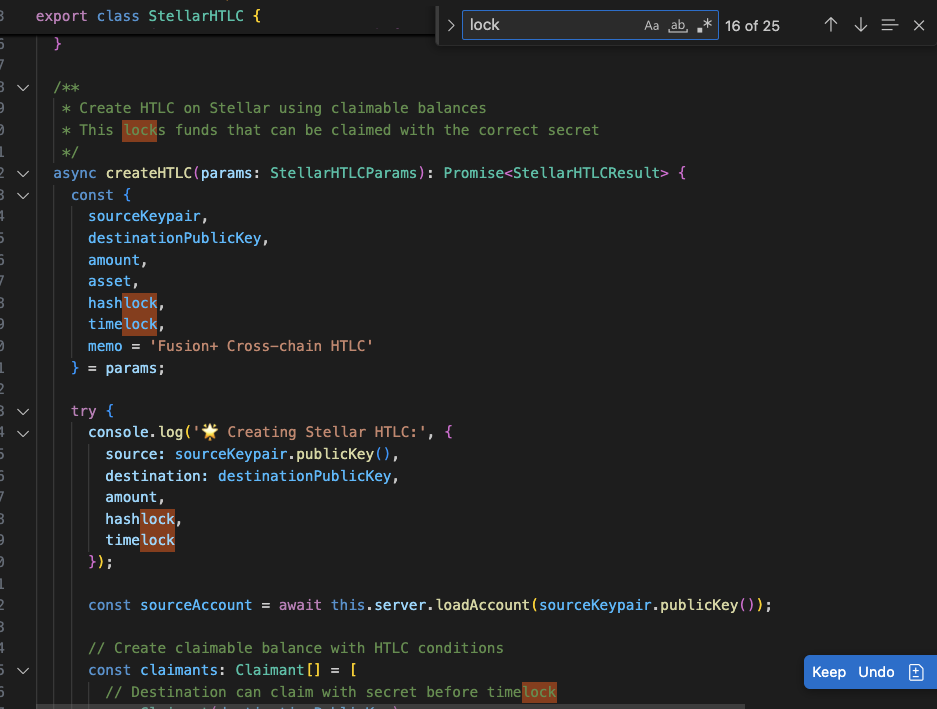 export class StellarHTLC {
lock
Aa ab .*
16 of 25
}
/**
* Create HTLC on Stellar using claimable balances
* This locks funds that can be claimed with the correct secret
*/
async createHTLC(params: StellarHTLCParams): Promise<StellarHTLCResult> {
const {
sourceKeypair,
destinationPublicKey,
amount,
asset,
hashlock,
timelock,
memo = 'Fusion+ Cross-chain HTLC'
} = params;
try {
console.log('🌟 Creating Stellar HTLC:', {
source: sourceKeypair.publicKey(),
destination: destinationPublicKey,
amount,
hashlock,
timelock
});
const sourceAccount = await this.server.loadAccount(sourceKeypair.publicKey());
// Create claimable balance with HTLC conditions
const claimants: Claimant[] = [
// Destination can claim with secret before timelock
Keep Undo